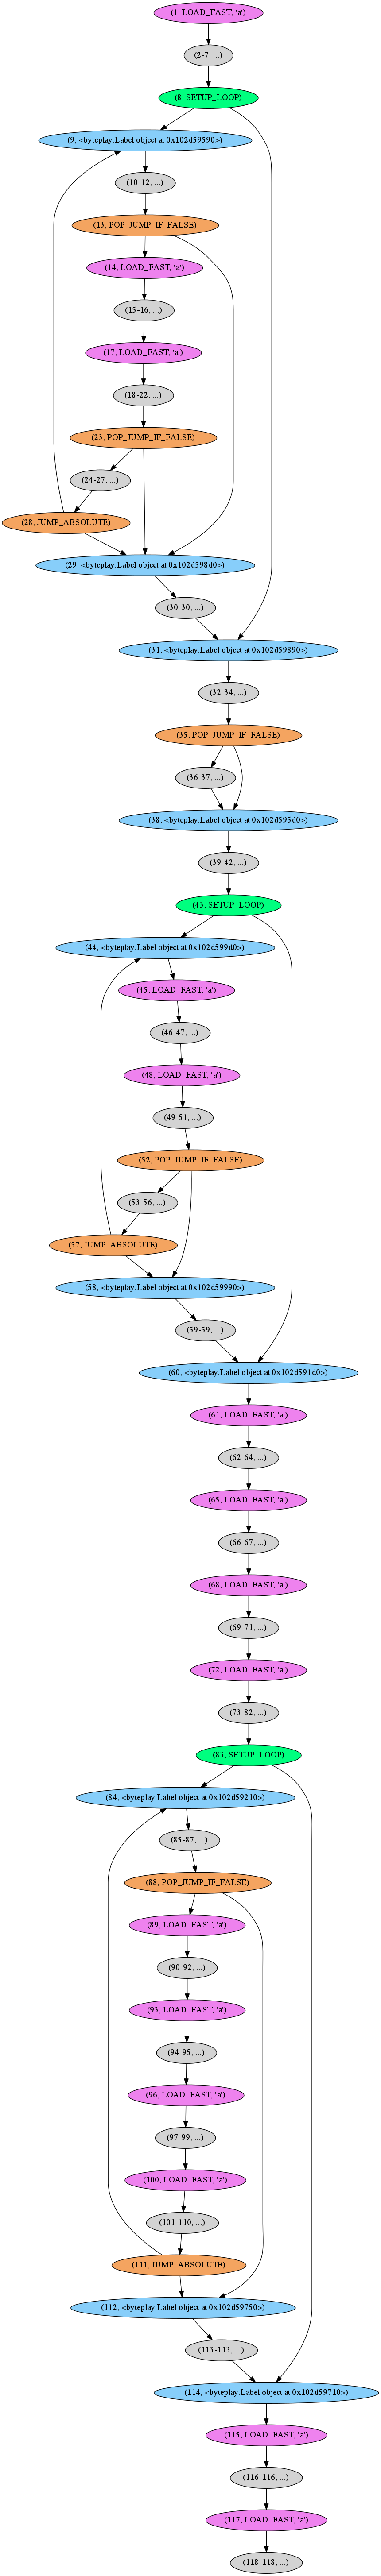 (1, LOAD_FAST, 'a')
(2-7, ...)
(8, SETUP_LOOP)
(9, <byteplay.Label object at 0x102d59590>)
(10-12, ...)
(13, POP_JUMP_IF_FALSE)
(14, LOAD_FAST, 'a')
(15-16, ...)
(17, LOAD_FAST, 'a')
(18-22, ...)
(23, POP_JUMP_IF_FALSE)
(24-27, ...)
(28, JUMP_ABSOLUTE)
(29, <byteplay.Label object at 0x102d598d0>)
(30-30, ...)
(31, <byteplay.Label object at 0x102d59890>)
(32-34, ...)
(35, POP_JUMP_IF_FALSE)
(36-37, ...)
(38, <byteplay.Label object at 0x102d595d0>)
(39-42, ...)
(43, SETUP_LOOP)
(44, <byteplay.Label object at 0x102d599d0>)
(45, LOAD_FAST, 'a')
(46-47, ...)
(48, LOAD_FAST, 'a')
(49-51, ...)
(52, POP_JUMP_IF_FALSE)
(53-56, ...)
(57, JUMP_ABSOLUTE)
(58, <byteplay.Label object at 0x102d59990>)
(59-59, ...)
(60, <byteplay.Label object at 0x102d591d0>)
(61, LOAD_FAST, 'a')
(62-64, ...)
(65, LOAD_FAST, 'a')
(66-67, ...)
(68, LOAD_FAST, 'a')
(69-71, ...)
(72, LOAD_FAST, 'a')
(73-82, ...)
(83, SETUP_LOOP)
(84, <byteplay.Label object at 0x102d59210>)
(85-87, ...)
(88, POP_JUMP_IF_FALSE)
(89, LOAD_FAST, 'a')
(90-92, ...)
(93, LOAD_FAST, 'a')
(94-95, ...)
(96, LOAD_FAST, 'a')
(97-99, ...)
(100, LOAD_FAST, 'a')
(101-110, ...)
(111, JUMP_ABSOLUTE)
(112, <byteplay.Label object at 0x102d59750>)
(113-113, ...)
(114, <byteplay.Label object at 0x102d59710>)
(115, LOAD_FAST, 'a')
(116-116, ...)
(117, LOAD_FAST, 'a')
(118-118, ...)